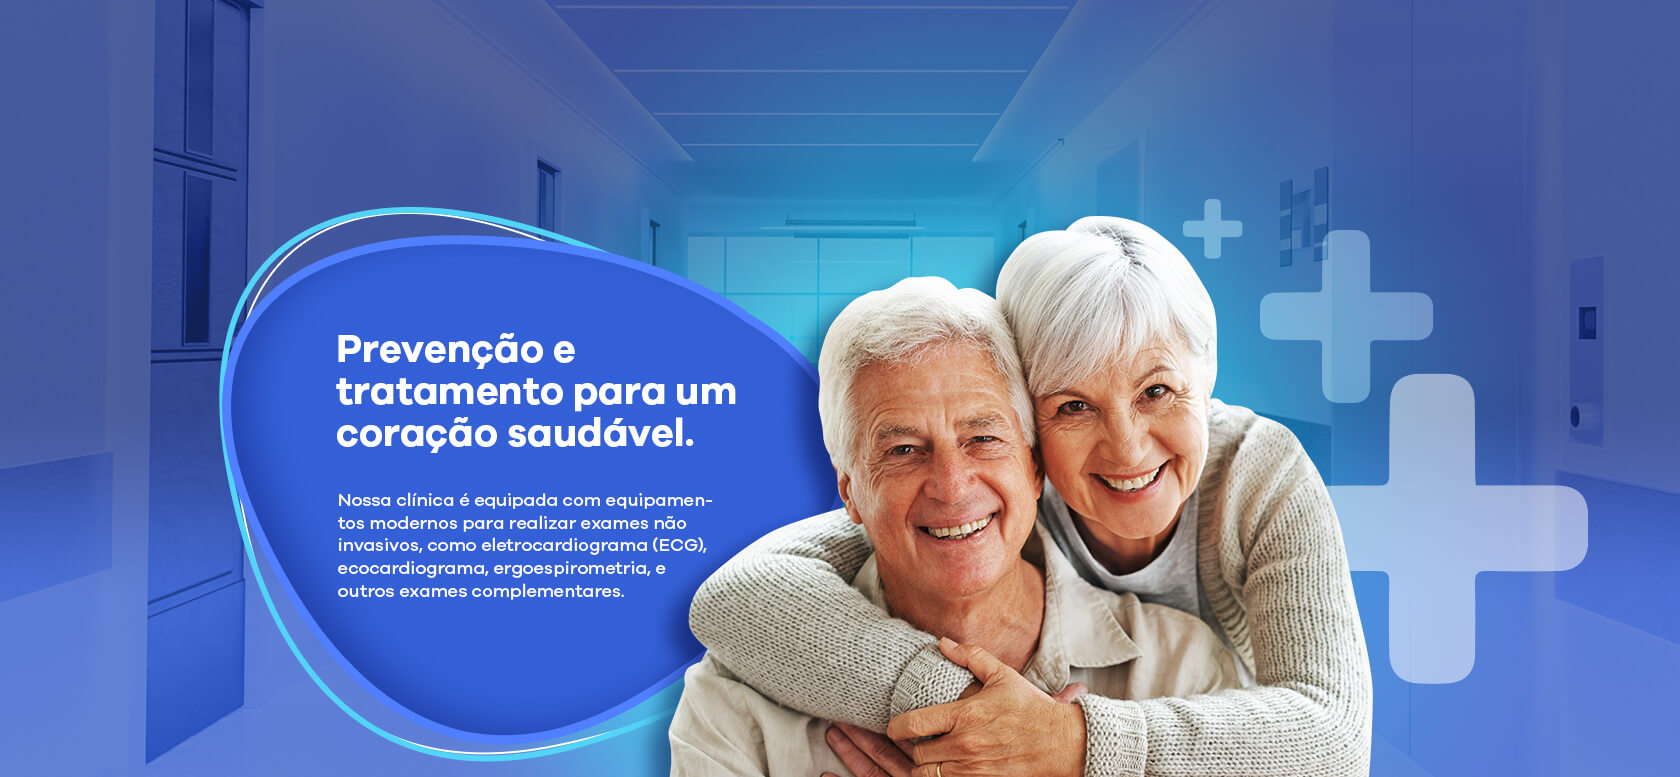 Prevenção e
tratamento para um
coração saudável.
Nossa clínica é equipada com equipamen-
tos modernos para realizar exames não
invasivos, como eletrocardiograma (ECG),
ecocardiograma, ergoespirometria, e
outros exames complementares.